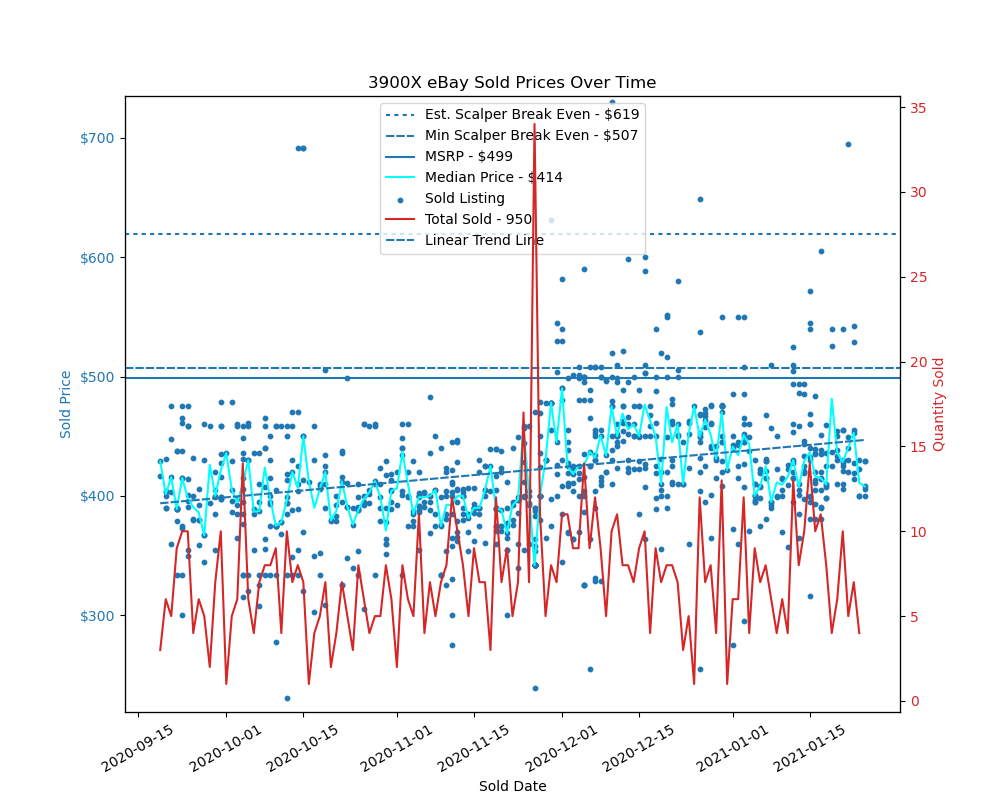 3900X eBay Sold Prices Over Time
Est. Scalper Break Even - $619
Min Scalper Break Even - $507
MSRP - $499
Median Price - $414
Sold Listing
Total Sold - 950
Linear Trend Line
$700
$600
$500
$400
$300
Sold Price
35
30
25
20
15
10
5
0
Quantity Sold
2020-09-15
2020-10-01
2020-10-15
2020-11-01
2020-11-15
2020-12-01
2020-12-15
2021-01-01
2021-01-15
Sold Date